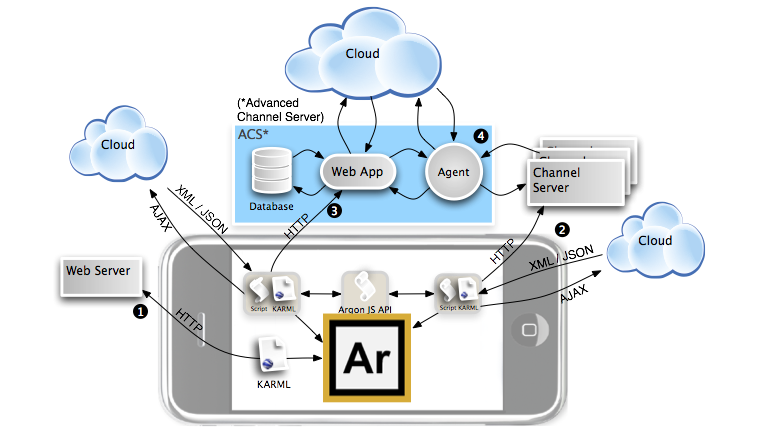 Cloud
(*Advanced
Channel Server)
ACS*
4
Cloud
Database
Web App
Agent
Channel
Server
XML / JSON
AJAX
HTTP
3
HTTP
2
Cloud
XML / JSON
AJAX
Web Server
1
HTTP
Script
KARML
Argon JS API
Script
KARML
KARML
Ar